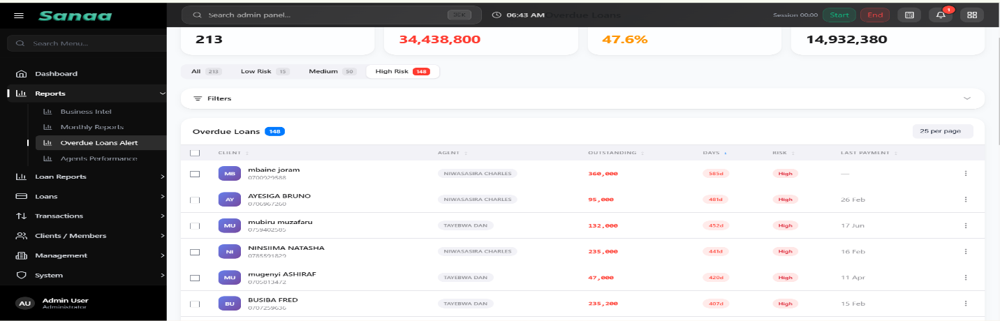 Sanaa
Search admin panel... ⌘K 06:43 AM Overdue Loans Session 00:00 Start End 1
Search Menu...
Dashboard
Reports
Business Intel
Monthly Reports
Overdue Loans Alert
Agents Performance
Loan Reports
Loans
Transactions
Clients / Members
Management
System
AU Admin User
Administrator
213 34,438,800 47.6% 14,932,380
All 213 Low Risk 15 Medium 50 High Risk 148
Filters
Overdue Loans 148 25 per page
CLIENT AGENT OUTSTANDING DAYS RISK LAST PAYMENT
MB mbaine joram NIWASASIRA CHARLES 360,000 585d High —
0700929588
AY AYESIGA BRUNO NIWASASIRA CHARLES 95,000 481d High 26 Feb
0706967260
MU mubiru muzafaru TAYEBWA DAN 132,000 452d High 17 Jun
0759402585
NI NINSIIMA NATASHA NIWASASIRA CHARLES 235,000 441d High 16 Feb
0785591829
MU mugenyi ASHIRAF TAYEBWA DAN 47,000 420d High 11 Apr
0705813472
BU BUSIBA FRED TAYEBWA DAN 235,200 407d High 15 Feb
0707259636